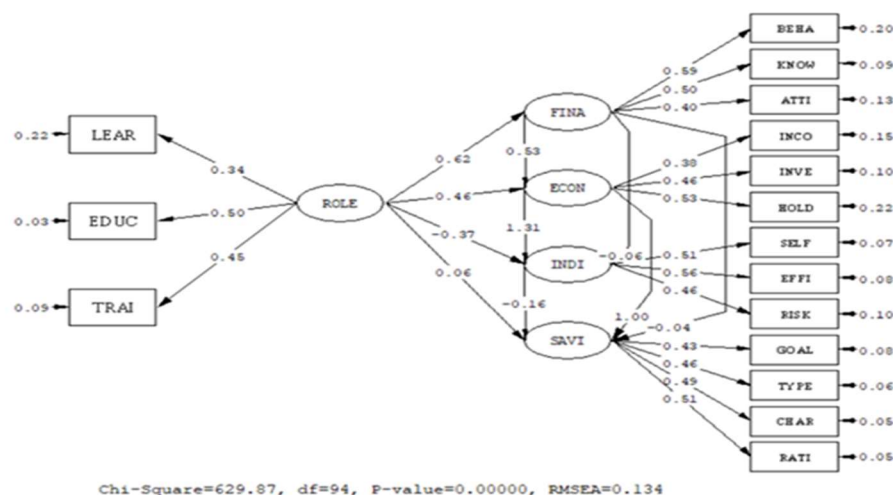 BEHA
0.20
KNOW
0.09
ATTI
0.13
INCO
0.15
INVE
0.10
HOLD
0.22
SELF
0.07
EFFI
0.08
RISK
0.10
GOAL
0.08
TYPE
0.06
CHAR
0.05
RATI
0.05
0.22
LEAR
0.03
EDUC
0.09
TRAI
0.34
0.50
0.45
ROLE
0.62
0.46
-0.37
0.06
FINA
0.53
ECON
1.31
INDI
-0.16
SAVI
0.59
0.50
0.40
0.38
0.46
0.53
-0.06
0.51
0.56
0.46
1.00
-0.04
0.43
0.46
0.49
0.51
Chi-Square=629.87, df=94, P-value=0.00000, RMSEA=0.134